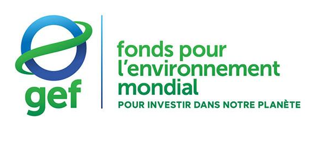 gef
fonds pour
l'environnement
mondial
POUR INVESTIR DANS NOTRE PLANÈTE